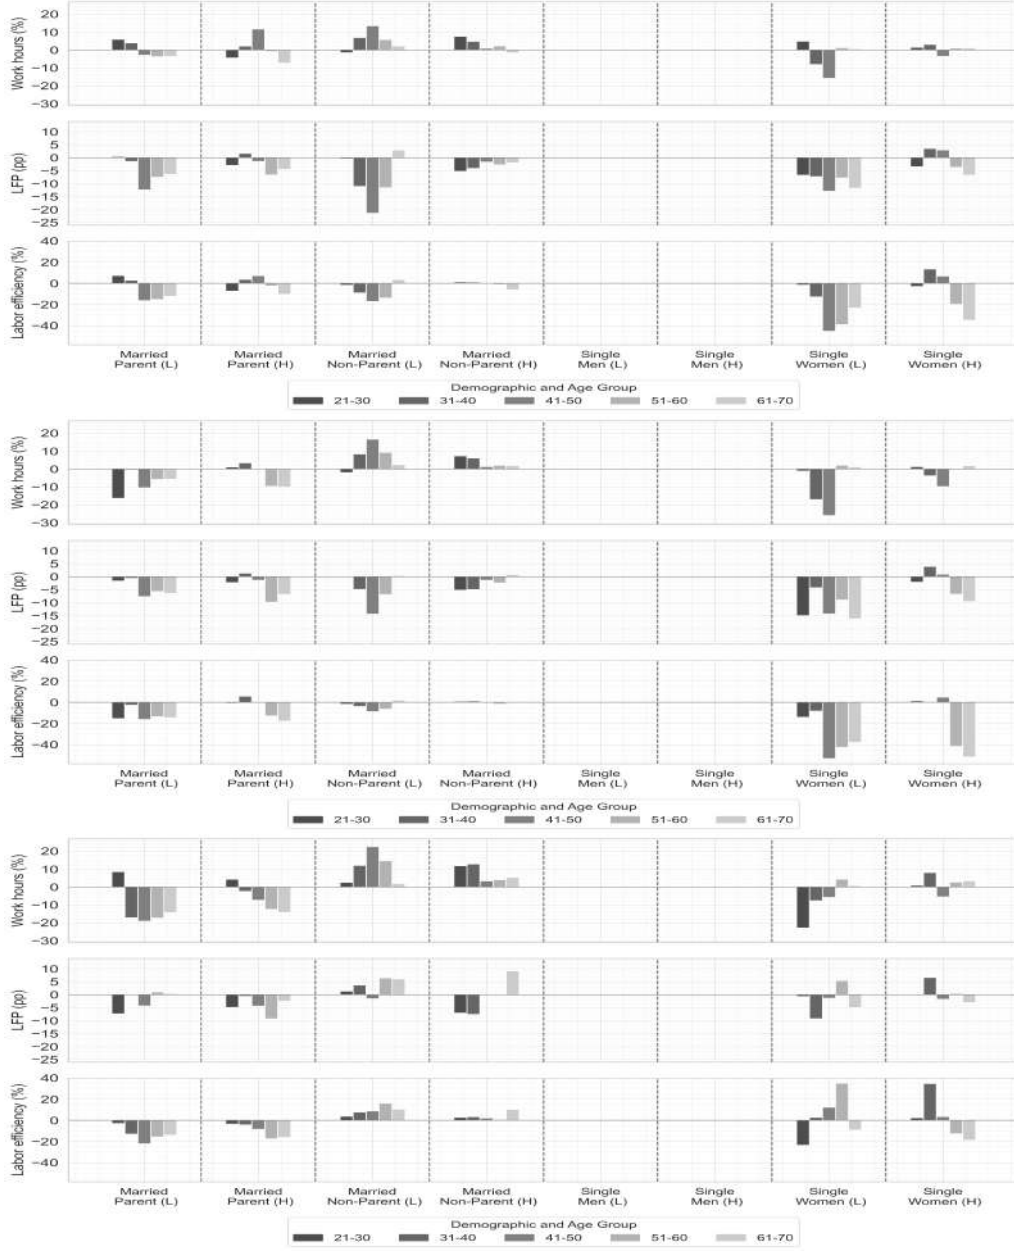 Work hours (%)
20
10
0
−10
−20
−30
LFP (pp)
10
5
0
−5
−10
−15
−20
−25
Labor efficiency (%)
40
20
0
−20
−40
Married Married Married Married Single Single Single Single
Parent (L) Parent (H) Non-Parent (L) Non-Parent (H) Men (L) Men (H) Women (L) Women (H)
Demographic and Age Group
21-30 31-40 41-50 51-60 61-70
Work hours (%)
20
10
0
−10
−20
−30
LFP (pp)
10
5
0
−5
−10
−15
−20
−25
Labor efficiency (%)
40
20
0
−20
−40
Married Married Married Married Single Single Single Single
Parent (L) Parent (H) Non-Parent (L) Non-Parent (H) Men (L) Men (H) Women (L) Women (H)
Demographic and Age Group
21-30 31-40 41-50 51-60 61-70
Work hours (%)
20
10
0
−10
−20
−30
LFP (pp)
10
5
0
−5
−10
−15
−20
−25
Labor efficiency (%)
40
20
0
−20
−40
Married Married Married Married Single Single Single Single
Parent (L) Parent (H) Non-Parent (L) Non-Parent (H) Men (L) Men (H) Women (L) Women (H)
Demographic and Age Group
21-30 31-40 41-50 51-60 61-70